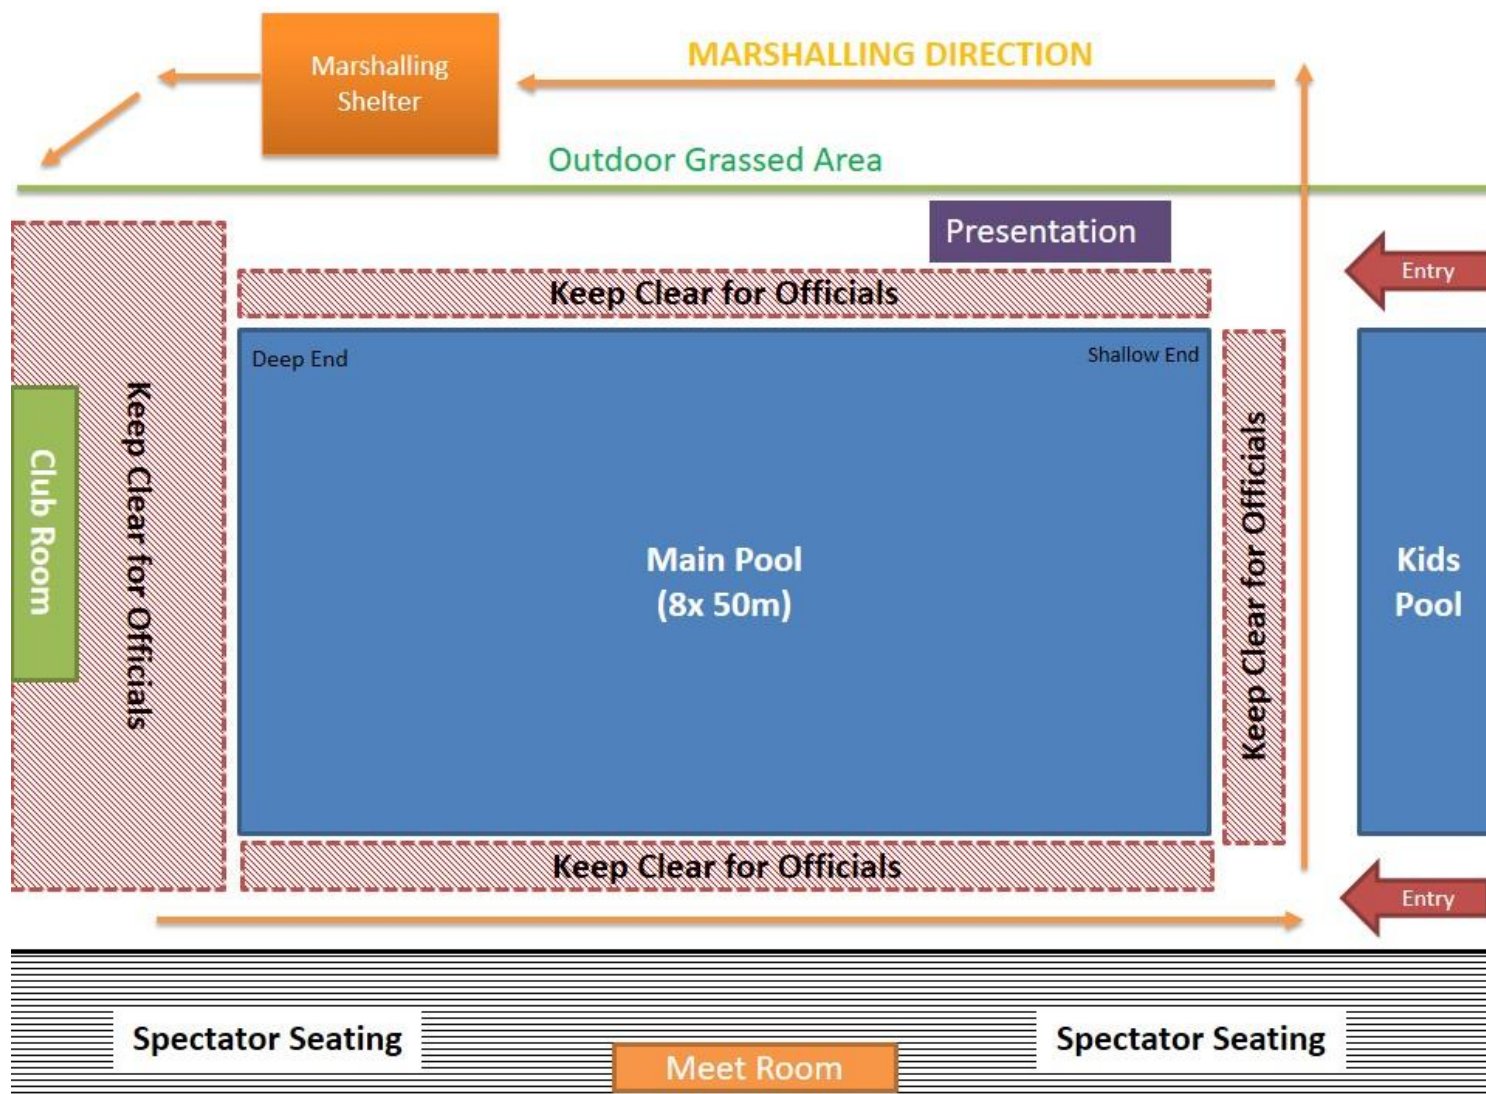 Marshalling
Shelter
MARSHALLING DIRECTION
Outdoor Grassed Area
Presentation
Entry
Keep Clear for Officials
Deep End
Shallow End
Keep Clear for Officials
Club Room
Main Pool
(8x 50m)
Keep Clear for Officials
Kids
Pool
Keep Clear for Officials
Entry
Spectator Seating
Spectator Seating
Meet Room